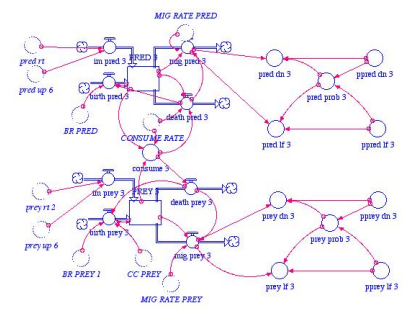 MIG RATE PRED
pred rt
im pred 3
PRED 3
mig pred 3
pred up 6
birth pred 3
pred dn 3
ppred dn 3
pred prob 3
BR PRED
death pred 3
CONSUME RATE
pred lf 3
ppred lf 3
consume 3
prey rt 2
im prey 3
PREY 3
death prey 3
prey up 6
birth prey 3
mig prey 3
prey dn 3
pprey dn 3
prey prob 3
BR PREY 1
CC PREY
prey lf 3
pprey lf 3
MIG RATE PREY